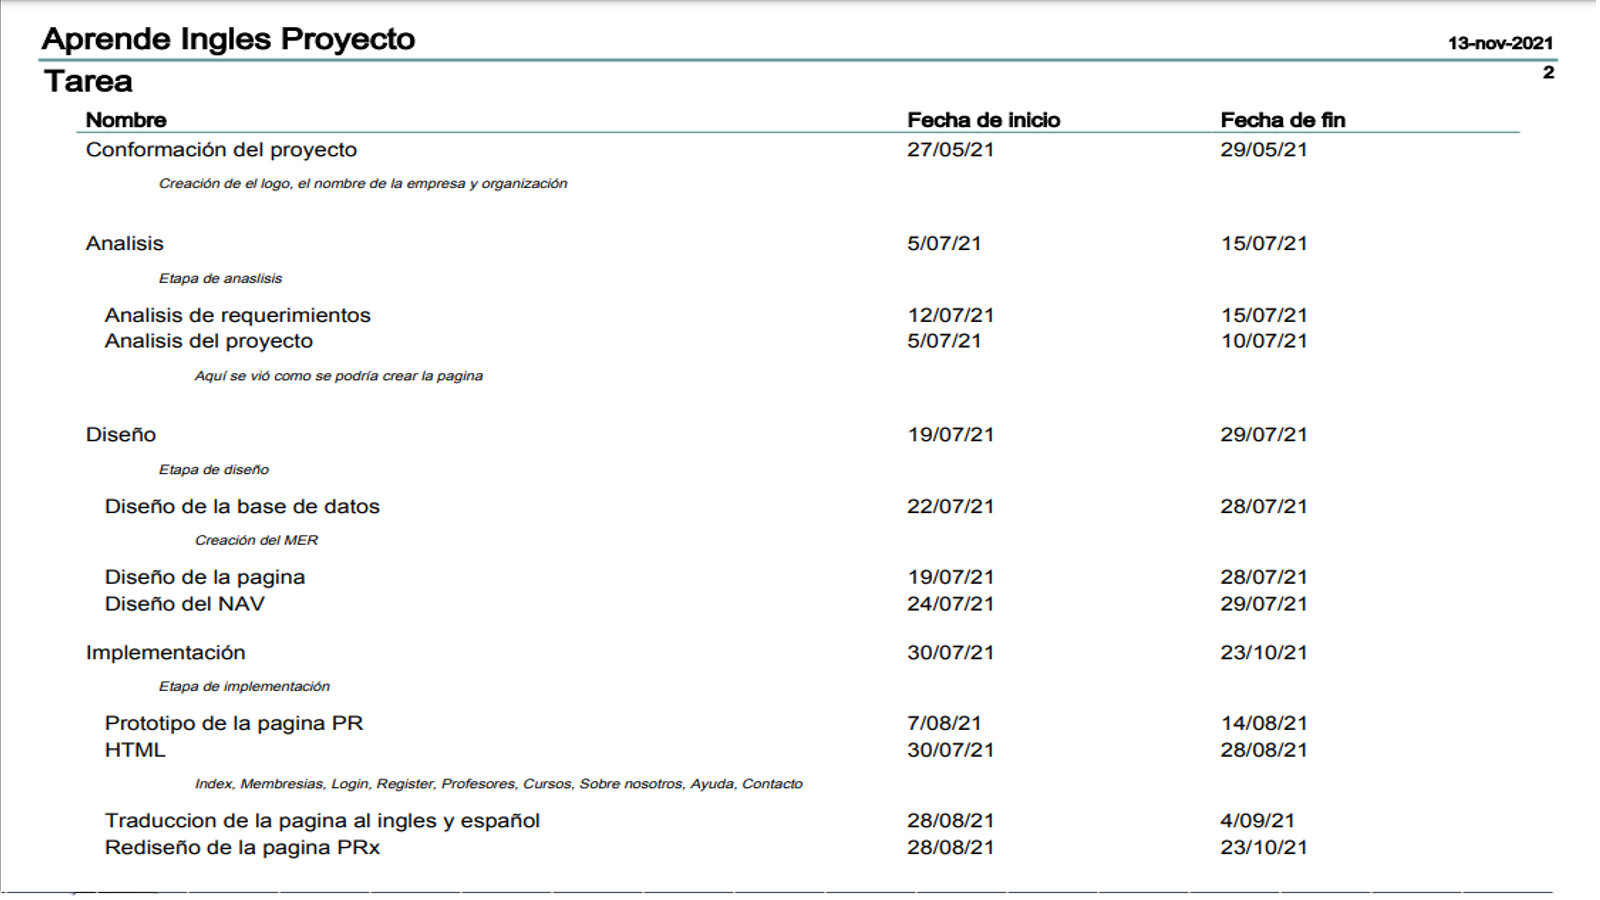 Aprende Ingles Proyecto 13-nov-2021
Tarea 2
Nombre Fecha de inicio Fecha de fin
Conformación del proyecto 27/05/21 29/05/21
Creación de el logo, el nombre de la empresa y organización
Analisis 5/07/21 15/07/21
Etapa de anaslisis
Analisis de requerimientos 12/07/21 15/07/21
Analisis del proyecto 5/07/21 10/07/21
Aquí se vió como se podría crear la pagina
Diseño 19/07/21 29/07/21
Etapa de diseño
Diseño de la base de datos 22/07/21 28/07/21
Creación del MER
Diseño de la pagina 19/07/21 28/07/21
Diseño del NAV 24/07/21 29/07/21
Implementación 30/07/21 23/10/21
Etapa de implementación
Prototipo de la pagina PR 7/08/21 14/08/21
HTML 30/07/21 28/08/21
Index, Membresias, Login, Register, Profesores, Cursos, Sobre nosotros, Ayuda, Contacto
Traduccion de la pagina al ingles y español 28/08/21 4/09/21
Rediseño de la pagina PRx 28/08/21 23/10/21